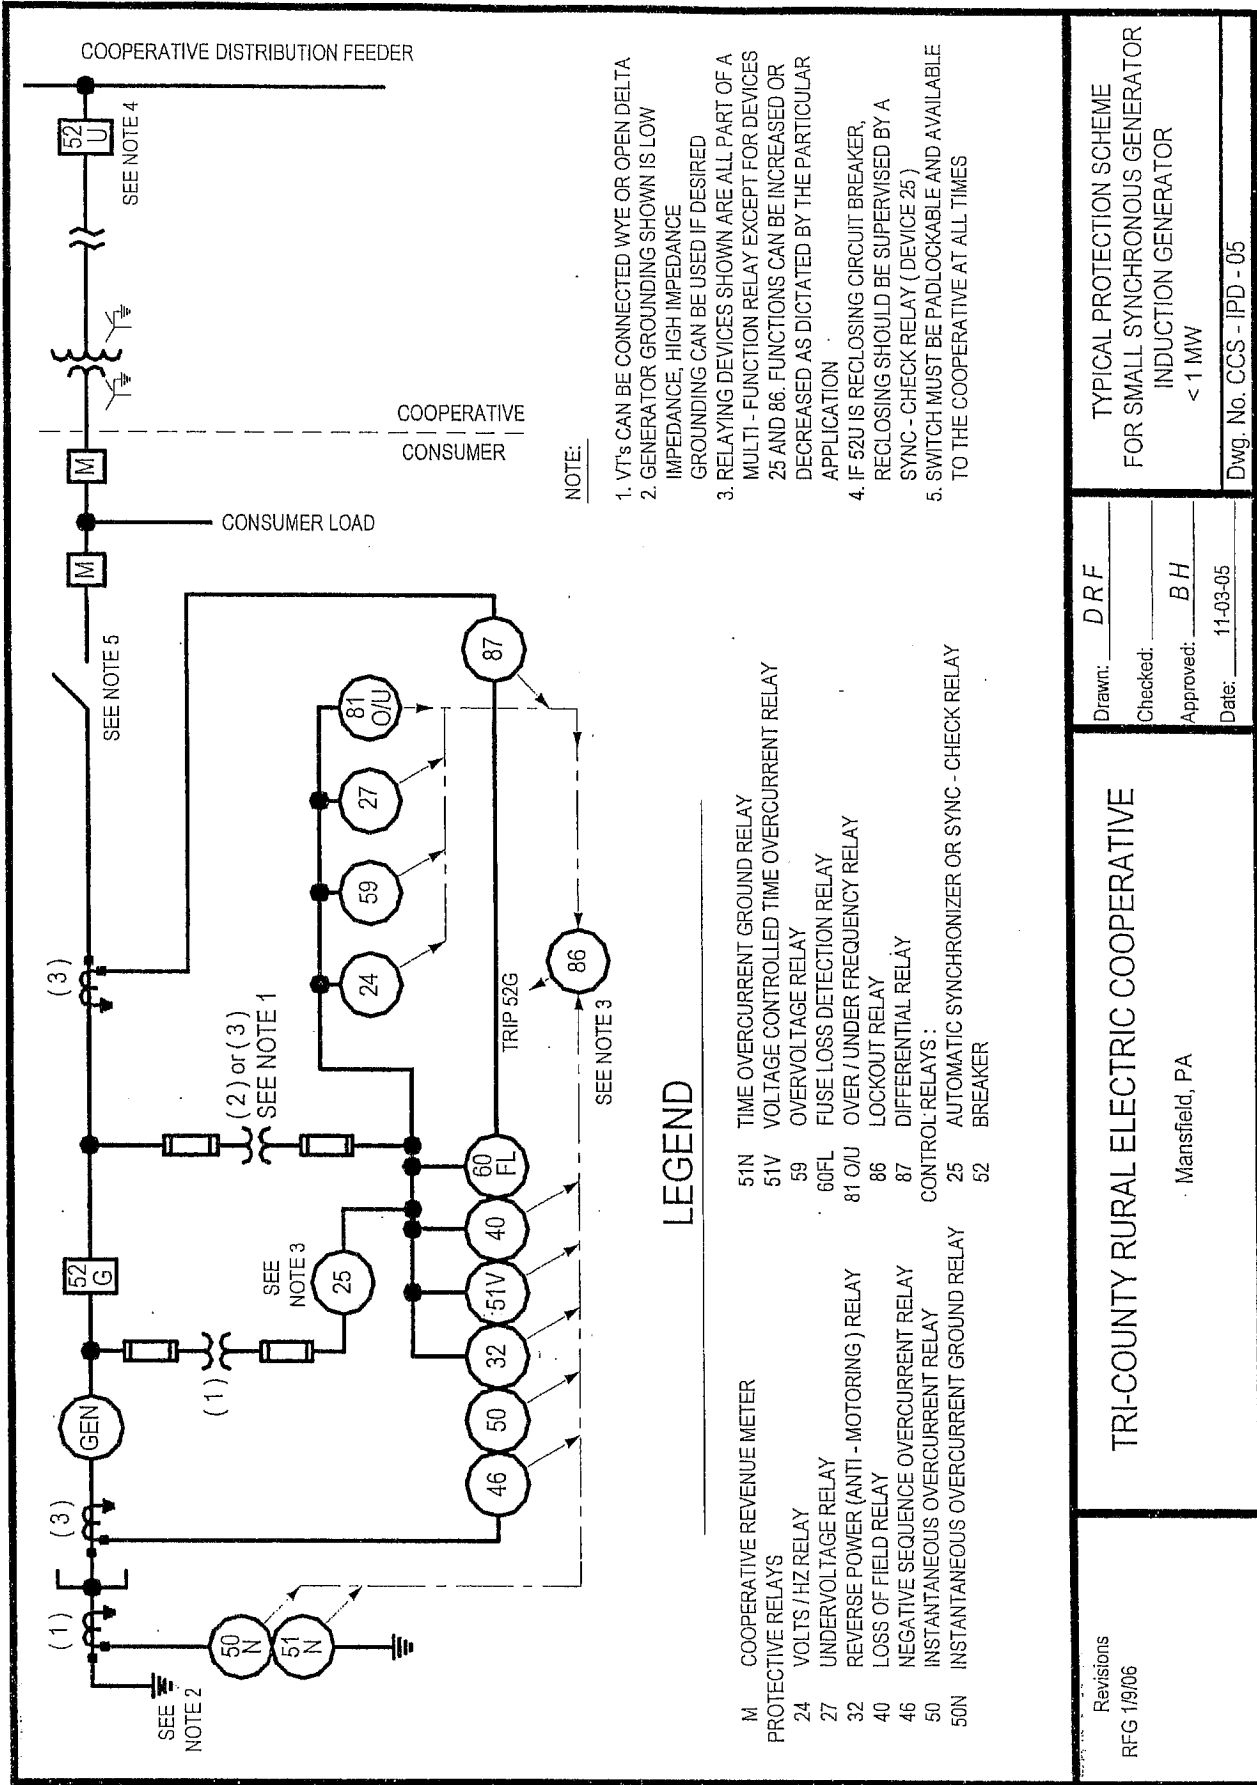 COOPERATIVE DISTRIBUTION FEEDER
52
U
SEE NOTE 4
COOPERATIVE
CONSUMER
M
CONSUMER LOAD
M
SEE NOTE 5
(3)
(2) or (3)
SEE NOTE 1
52
G
(1)
GEN
(3)
(1)
SEE
NOTE 2
50
N
51
N
SEE
NOTE 3
25
81
O/U
27
59
24
87
60
FL
40
51V
32
50
46
TRIP 52G
86
SEE NOTE 3
NOTE:
1. VT's CAN BE CONNECTED WYE OR OPEN DELTA
2. GENERATOR GROUNDING SHOWN IS LOW
IMPEDANCE, HIGH IMPEDANCE
GROUNDING CAN BE USED IF DESIRED
3. RELAYING DEVICES SHOWN ARE ALL PART OF A
MULTI - FUNCTION RELAY EXCEPT FOR DEVICES
25 AND 86. FUNCTIONS CAN BE INCREASED OR
DECREASED AS DICTATED BY THE PARTICULAR
APPLICATION
4. IF 52U IS RECLOSING CIRCUIT BREAKER,
RECLOSING SHOULD BE SUPERVISED BY A
SYNC - CHECK RELAY ( DEVICE 25 )
5. SWITCH MUST BE PADLOCKABLE AND AVAILABLE
TO THE COOPERATIVE AT ALL TIMES
LEGEND
M COOPERATIVE REVENUE METER
PROTECTIVE RELAYS
24 VOLTS / HZ RELAY
27 UNDERVOLTAGE RELAY
32 REVERSE POWER (ANTI - MOTORING ) RELAY
40 LOSS OF FIELD RELAY
46 NEGATIVE SEQUENCE OVERCURRENT RELAY
50 INSTANTANEOUS OVERCURRENT RELAY
50N INSTANTANEOUS OVERCURRENT GROUND RELAY
51N TIME OVERCURRENT GROUND RELAY
51V VOLTAGE CONTROLLED TIME OVERCURRENT RELAY
59 OVERVOLTAGE RELAY
60FL FUSE LOSS DETECTION RELAY
81 O/U OVER / UNDER FREQUENCY RELAY
86 LOCKOUT RELAY
87 DIFFERENTIAL RELAY
CONTROL RELAYS :
25 AUTOMATIC SYNCHRONIZER OR SYNC - CHECK RELAY
52 BREAKER
Revisions
RFG 1/9/06
TRI-COUNTY RURAL ELECTRIC COOPERATIVE
Mansfield, PA
Drawn: DRF
Checked:
Approved: BH
Date: 11-03-05
TYPICAL PROTECTION SCHEME
FOR SMALL SYNCHRONOUS GENERATOR
INDUCTION GENERATOR
< 1 MW
Dwg. No. CCS - IPD - 05